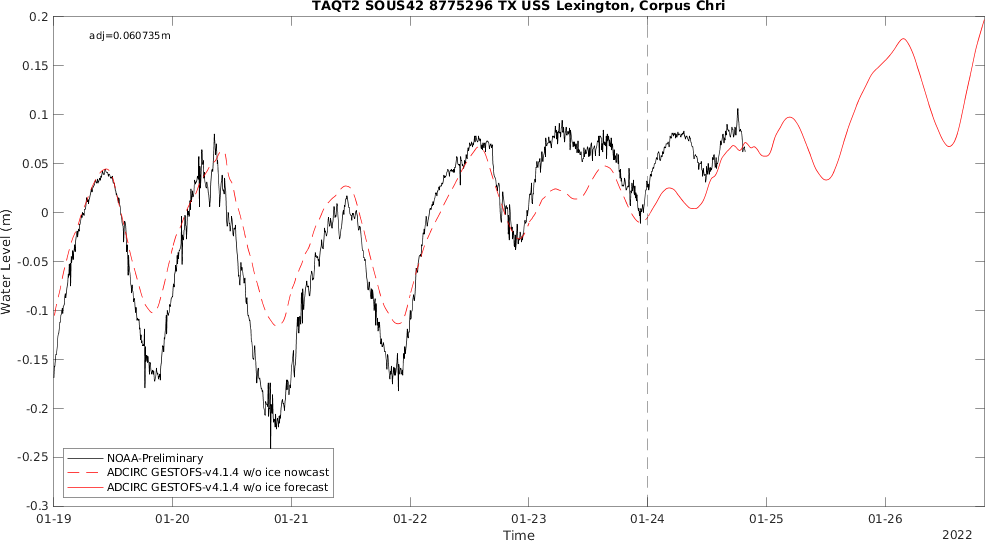 TAQT2 SOUS42 8775296 TX USS Lexington, Corpus Chri
adj=0.060735m
0.2
0.15
0.1
0.05
0
-0.05
-0.1
-0.15
-0.2
-0.25
-0.3
Water Level (m)
NOAA-Preliminary
ADCIRC GESTOFS-v4.1.4 w/o ice nowcast
ADCIRC GESTOFS-v4.1.4 w/o ice forecast
01-19 01-20 01-21 01-22 01-23 01-24 01-25 01-26
Time
2022